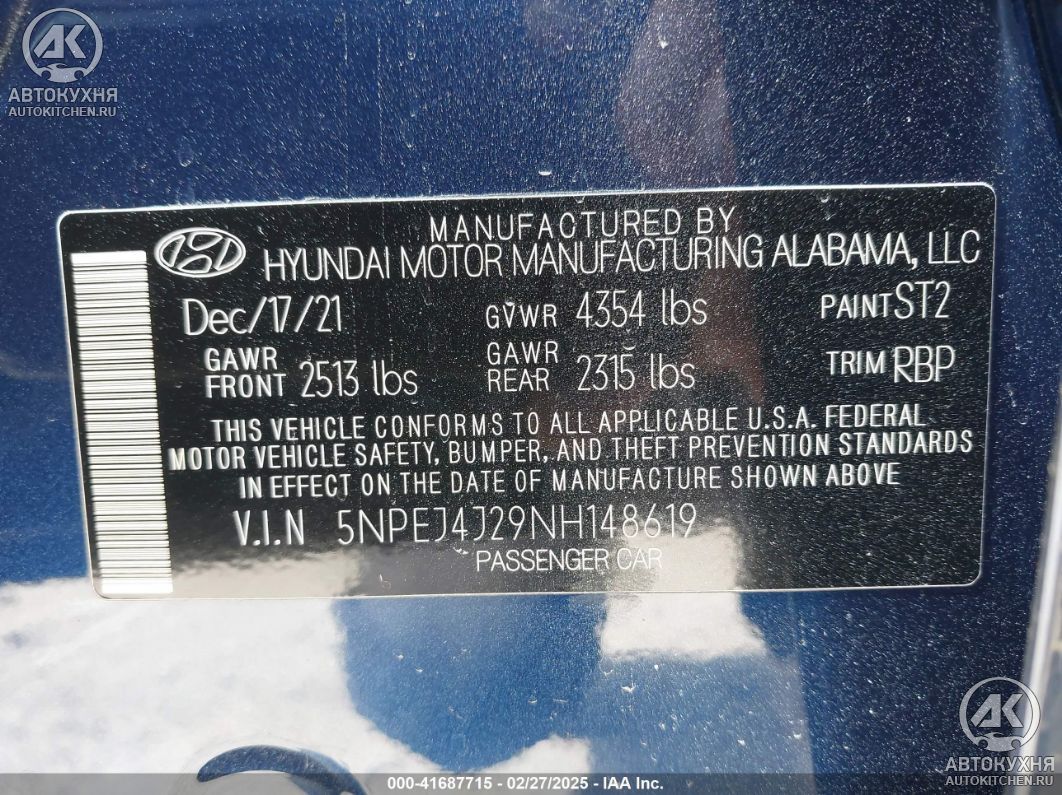 AK
АВТОКУХНЯ
AUTOKITCHEN.RU
MANUFACTURED BY
HYUNDAI MOTOR MANUFACTURING ALABAMA, LLC
Dec/17/21 GVWR 4354 lbs PAINT ST2
GAWR FRONT 2513 lbs GAWR REAR 2315 lbs TRIM RBP
THIS VEHICLE CONFORMS TO ALL APPLICABLE U.S.A. FEDERAL
MOTOR VEHICLE SAFETY, BUMPER, AND THEFT PREVENTION STANDARDS
IN EFFECT ON THE DATE OF MANUFACTURE SHOWN ABOVE
V.I.N 5NPEJ4J29NH148619
PASSENGER CAR
AK
АВТОКУХНЯ
AUTOKITCHEN.RU
000-41687715 - 02/27/2025 - IAA Inc.